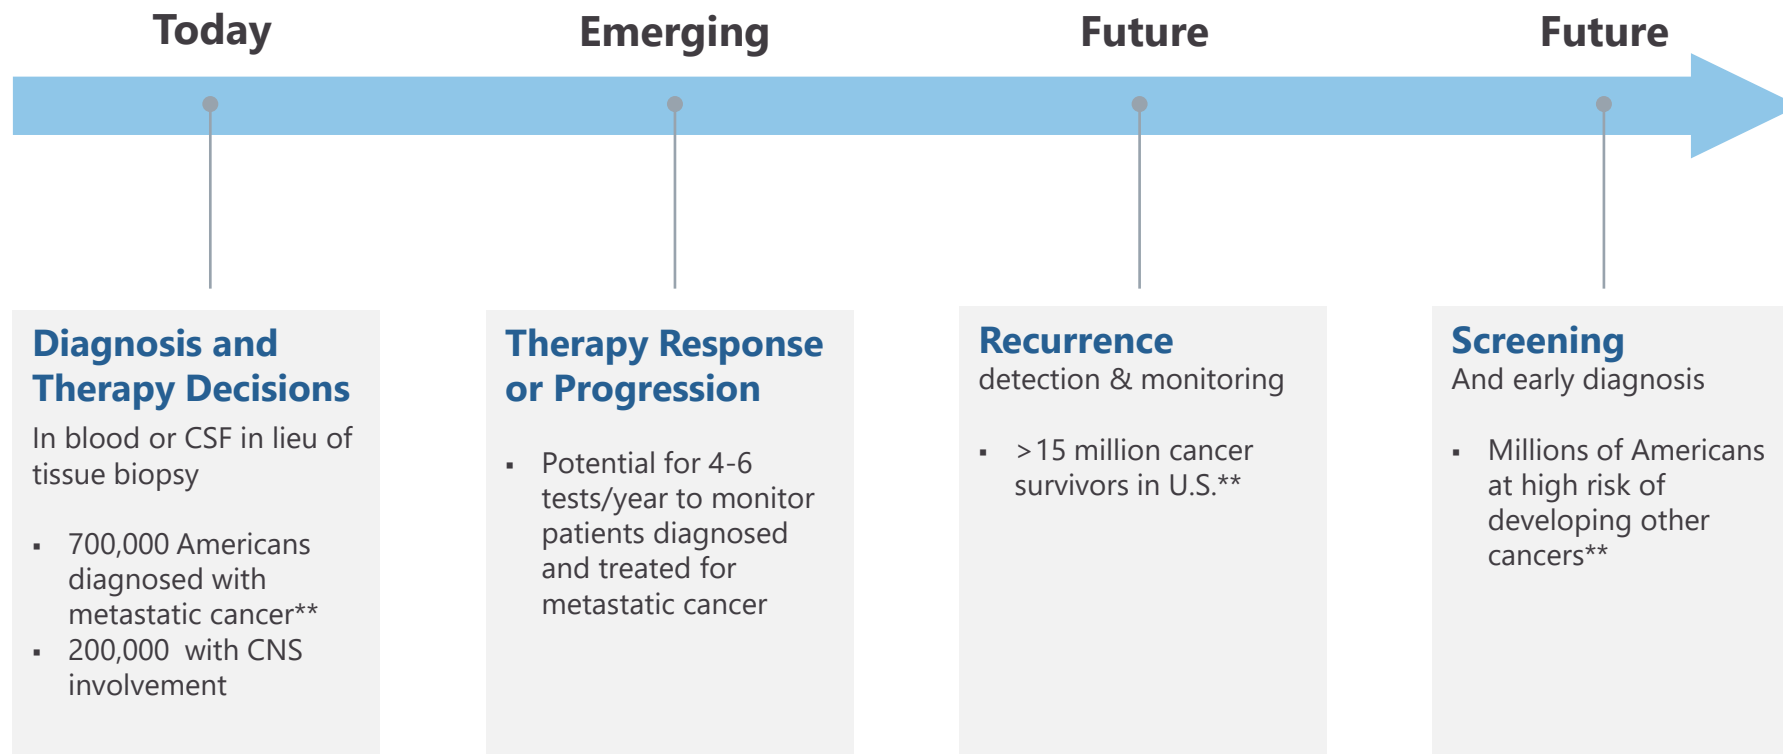 Today
Emerging
Future
Future
Diagnosis and
Therapy Decisions
In blood or CSF in lieu of
tissue biopsy
▪ 700,000 Americans
diagnosed with
metastatic cancer**
▪ 200,000  with CNS
involvement
Therapy Response
or Progression
▪ Potential for 4-6
tests/year to monitor
patients diagnosed
and treated for
metastatic cancer
Recurrence
detection & monitoring
▪ >15 million cancer
survivors in U.S.**
Screening
And early diagnosis
▪ Millions of Americans
at high risk of
developing other
cancers**